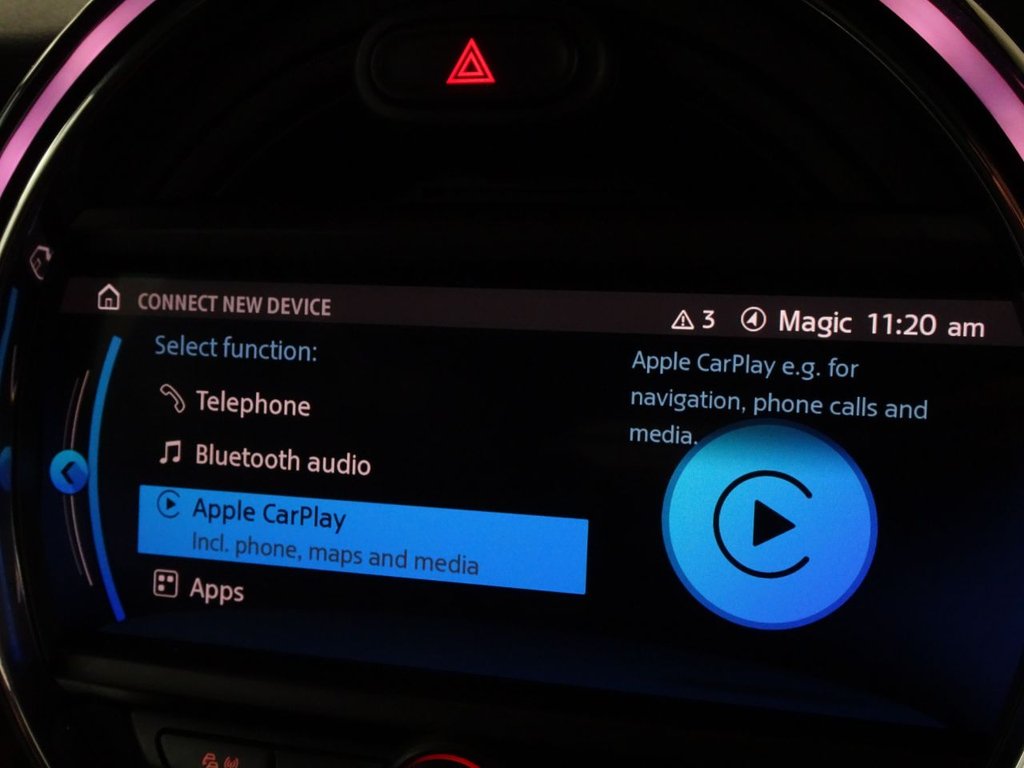 CONNECT NEW DEVICE
3 Magic 11:20 am
Select function:
Telephone
Bluetooth audio
Apple CarPlay
Incl. phone, maps and media
Apps
Apple CarPlay e.g. for
navigation, phone calls and
media.